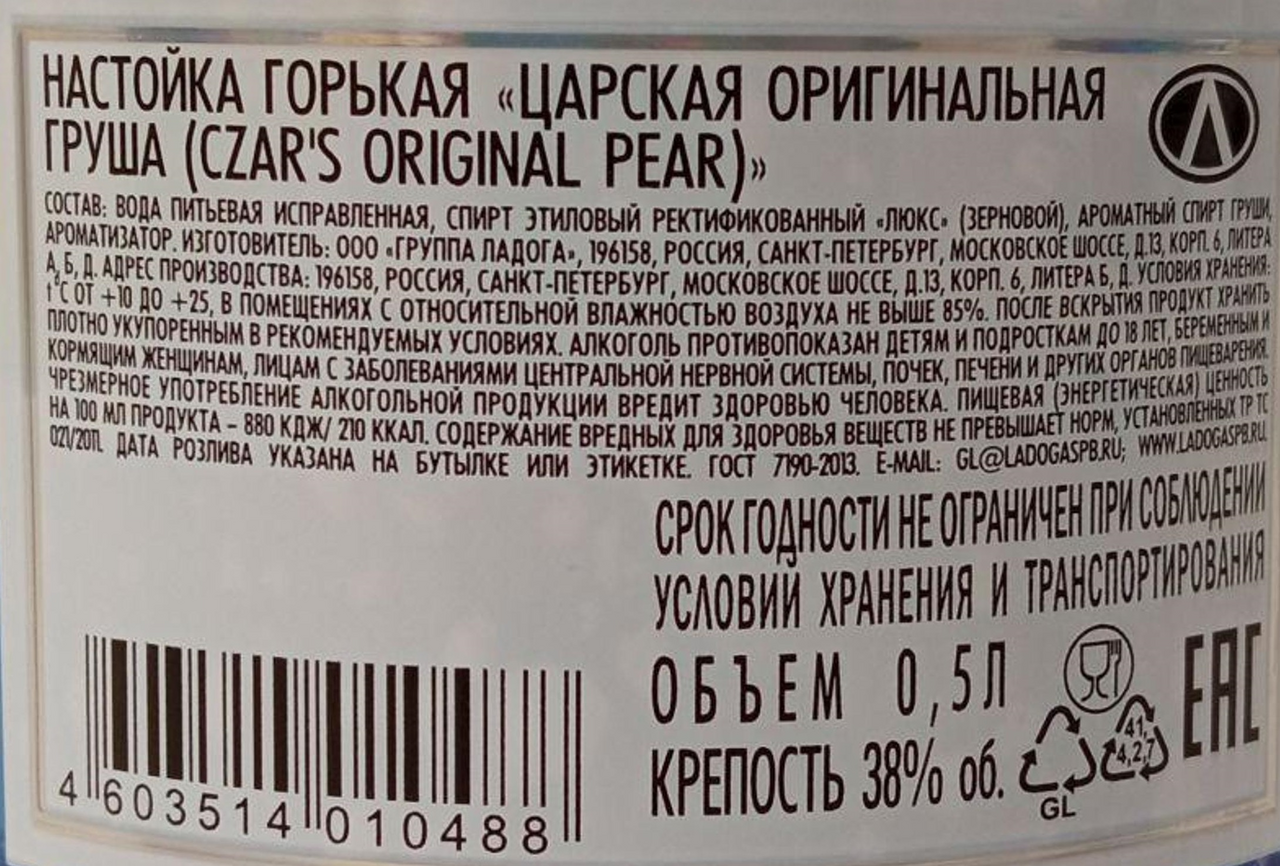 НАСТОЙКА ГОРЬКАЯ «ЦАРСКАЯ ОРИГИНАЛЬНАЯ
ГРУША (CZAR'S ORIGINAL PEAR)»
СОСТАВ: ВОДА ПИТЬЕВАЯ ИСПРАВЛЕННАЯ, СПИРТ ЭТИЛОВЫЙ РЕКТИФИКОВАННЫЙ «ЛЮКС» (ЗЕРНОВОЙ), АРОМАТНЫЙ СПИРТ ГРУШИ,
АРОМАТИЗАТОР. ИЗГОТОВИТЕЛЬ: ООО «ГРУППА ЛАДОГА», 196158, РОССИЯ, САНКТ-ПЕТЕРБУРГ, МОСКОВСКОЕ ШОССЕ, Д.13, КОРП. 6, ЛИТЕРА
А, Б, Д. АДРЕС ПРОИЗВОДСТВА: 196158, РОССИЯ, САНКТ-ПЕТЕРБУРГ, МОСКОВСКОЕ ШОССЕ, Д.13, КОРП. 6, ЛИТЕРА Б, Д. УСЛОВИЯ ХРАНЕНИЯ:
t°С ОТ +10 ДО +25, В ПОМЕЩЕНИЯХ С ОТНОСИТЕЛЬНОЙ ВЛАЖНОСТЬЮ ВОЗДУХА НЕ ВЫШЕ 85%. ПОСЛЕ ВСКРЫТИЯ ПРОДУКТ ХРАНИТЬ
ПЛОТНО УКУПОРЕННЫМ В РЕКОМЕНДУЕМЫХ УСЛОВИЯХ. АЛКОГОЛЬ ПРОТИВОПОКАЗАН ДЕТЯМ И ПОДРОСТКАМ ДО 18 ЛЕТ, БЕРЕМЕННЫМ И
КОРМЯЩИМ ЖЕНЩИНАМ, ЛИЦАМ С ЗАБОЛЕВАНИЯМИ ЦЕНТРАЛЬНОЙ НЕРВНОЙ СИСТЕМЫ, ПОЧЕК, ПЕЧЕНИ И ДРУГИХ ОРГАНОВ ПИЩЕВАРЕНИЯ.
ЧРЕЗМЕРНОЕ УПОТРЕБЛЕНИЕ АЛКОГОЛЬНОЙ ПРОДУКЦИИ ВРЕДИТ ЗДОРОВЬЮ ЧЕЛОВЕКА. ПИЩЕВАЯ (ЭНЕРГЕТИЧЕСКАЯ) ЦЕННОСТЬ
НА 100 МЛ ПРОДУКТА – 880 КДЖ/ 210 ККАЛ. СОДЕРЖАНИЕ ВРЕДНЫХ ДЛЯ ЗДОРОВЬЯ ВЕЩЕСТВ НЕ ПРЕВЫШАЕТ НОРМ, УСТАНОВЛЕННЫХ ТР ТС
021/2011. ДАТА РОЗЛИВА УКАЗАНА НА БУТЫЛКЕ ИЛИ ЭТИКЕТКЕ. ГОСТ 7190-2013. E-MAIL: GL@LADOGASPB.RU; WWW.LADOGASPB.RU.
СРОК ГОДНОСТИ НЕ ОГРАНИЧЕН ПРИ СОБЛЮДЕНИИ
УСЛОВИЙ ХРАНЕНИЯ И ТРАНСПОРТИРОВАНИЯ
ОБЪЕМ 0,5Л
КРЕПОСТЬ 38% об.
GL
41,
4,2,7
EAC
4 603514 010488